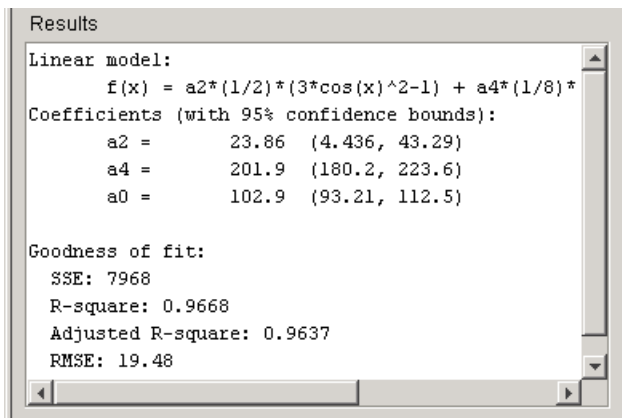 Results
Linear model:
f(x) = a2*(1/2)*(3*cos(x)^2-1) + a4*(1/8)*
Coefficients (with 95% confidence bounds):
a2 = 23.86 (4.436, 43.29)
a4 = 201.9 (180.2, 223.6)
a0 = 102.9 (93.21, 112.5)
Goodness of fit:
SSE: 7968
R-square: 0.9668
Adjusted R-square: 0.9637
RMSE: 19.48